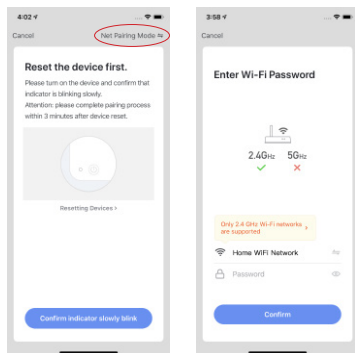 4:02
Cancel
Net Pairing Mode
Reset the device first.
Please turn on the device and confirm that
indicator is blinking slowly.
Attention: please complete pairing process
within 3 minutes after device reset.
Resetting Devices >
Confirm indicator slowly blink
3:58
Cancel
Enter Wi-Fi Password
2.4GHz 5GHz
Only 2.4 GHz Wi-Fi networks
are supported
Home WIFI Network
Password
Confirm